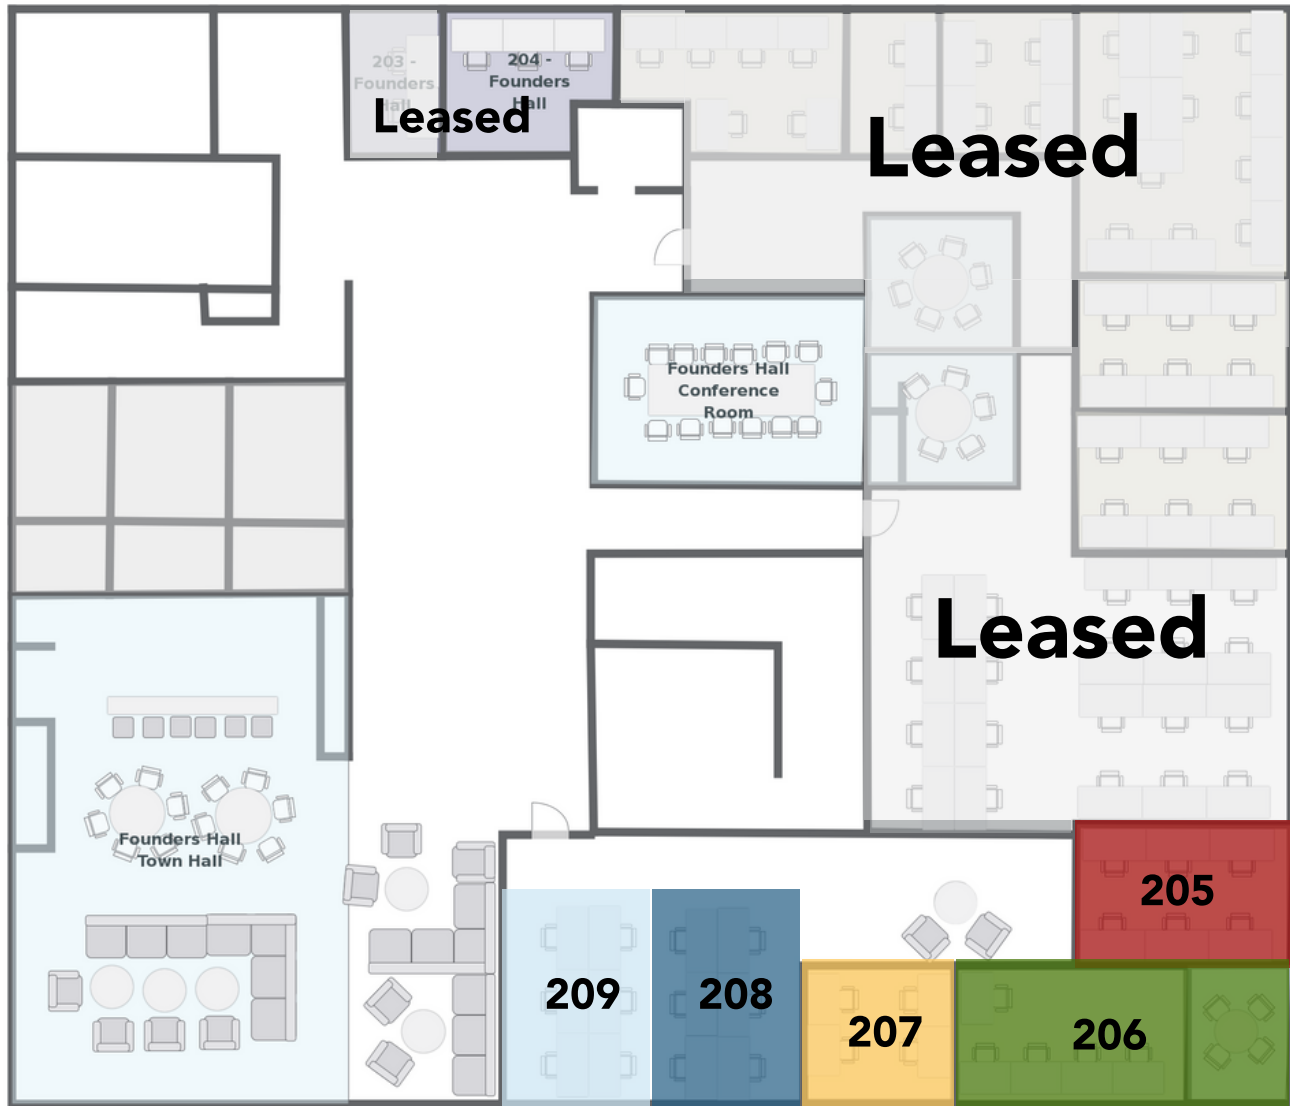 203 -
Founders
Hall
204 -
Founders
Hall
Leased
Leased
Founders Hall
Conference
Room
Leased
Founders Hall
Town Hall
205
209
208
207
206